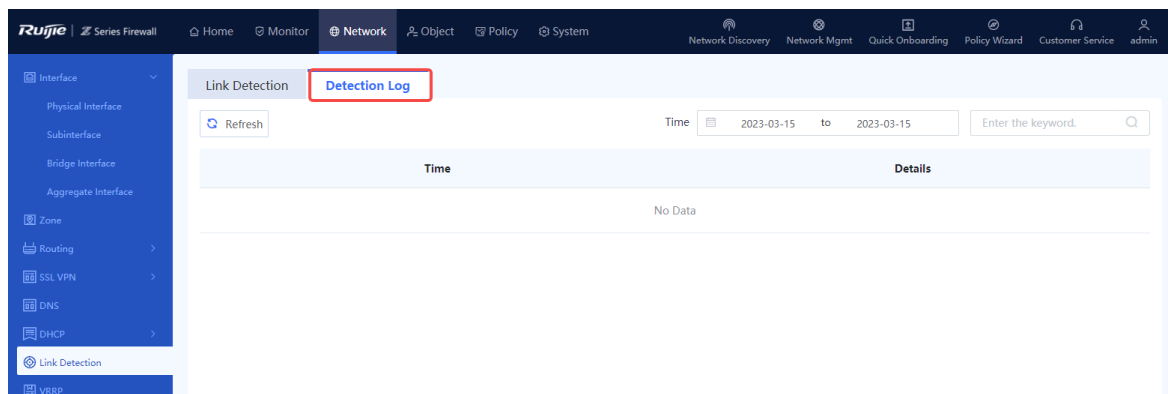 Ruijie | Z Series Firewall
Home
Monitor
Network
Object
Policy
System
Network Discovery
Network Mgmt
Quick Onboarding
Policy Wizard
Customer Service
admin
Interface
Physical Interface
Subinterface
Bridge Interface
Aggregate Interface
Zone
Routing
SSL VPN
DNS
DHCP
Link Detection
VRRP
Link Detection
Detection Log
Refresh
Time 2023-03-15 to 2023-03-15
Enter the keyword.
Time Details
No Data